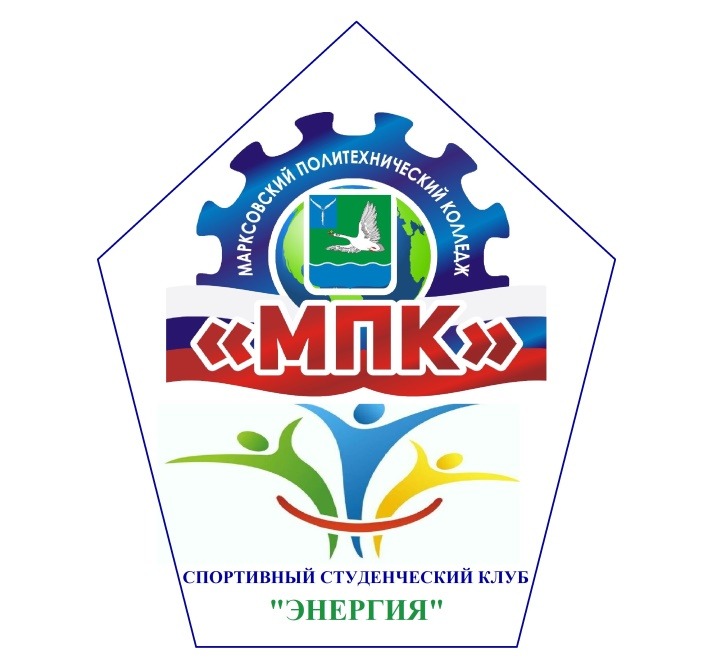 МАРКСОВСКИЙ ПОЛИТЕХНИЧЕСКИЙ КОЛЛЕДЖ
«МПК»
СПОРТИВНЫЙ СТУДЕНЧЕСКИЙ КЛУБ
"ЭНЕРГИЯ"